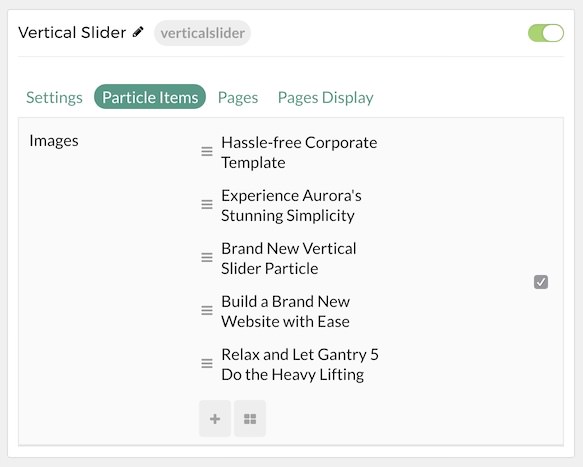 Vertical Slider verticalslider
Settings Particle Items Pages Pages Display
Images
Hassle-free Corporate
Template
Experience Aurora's
Stunning Simplicity
Brand New Vertical
Slider Particle
Build a Brand New
Website with Ease
Relax and Let Gantry 5
Do the Heavy Lifting